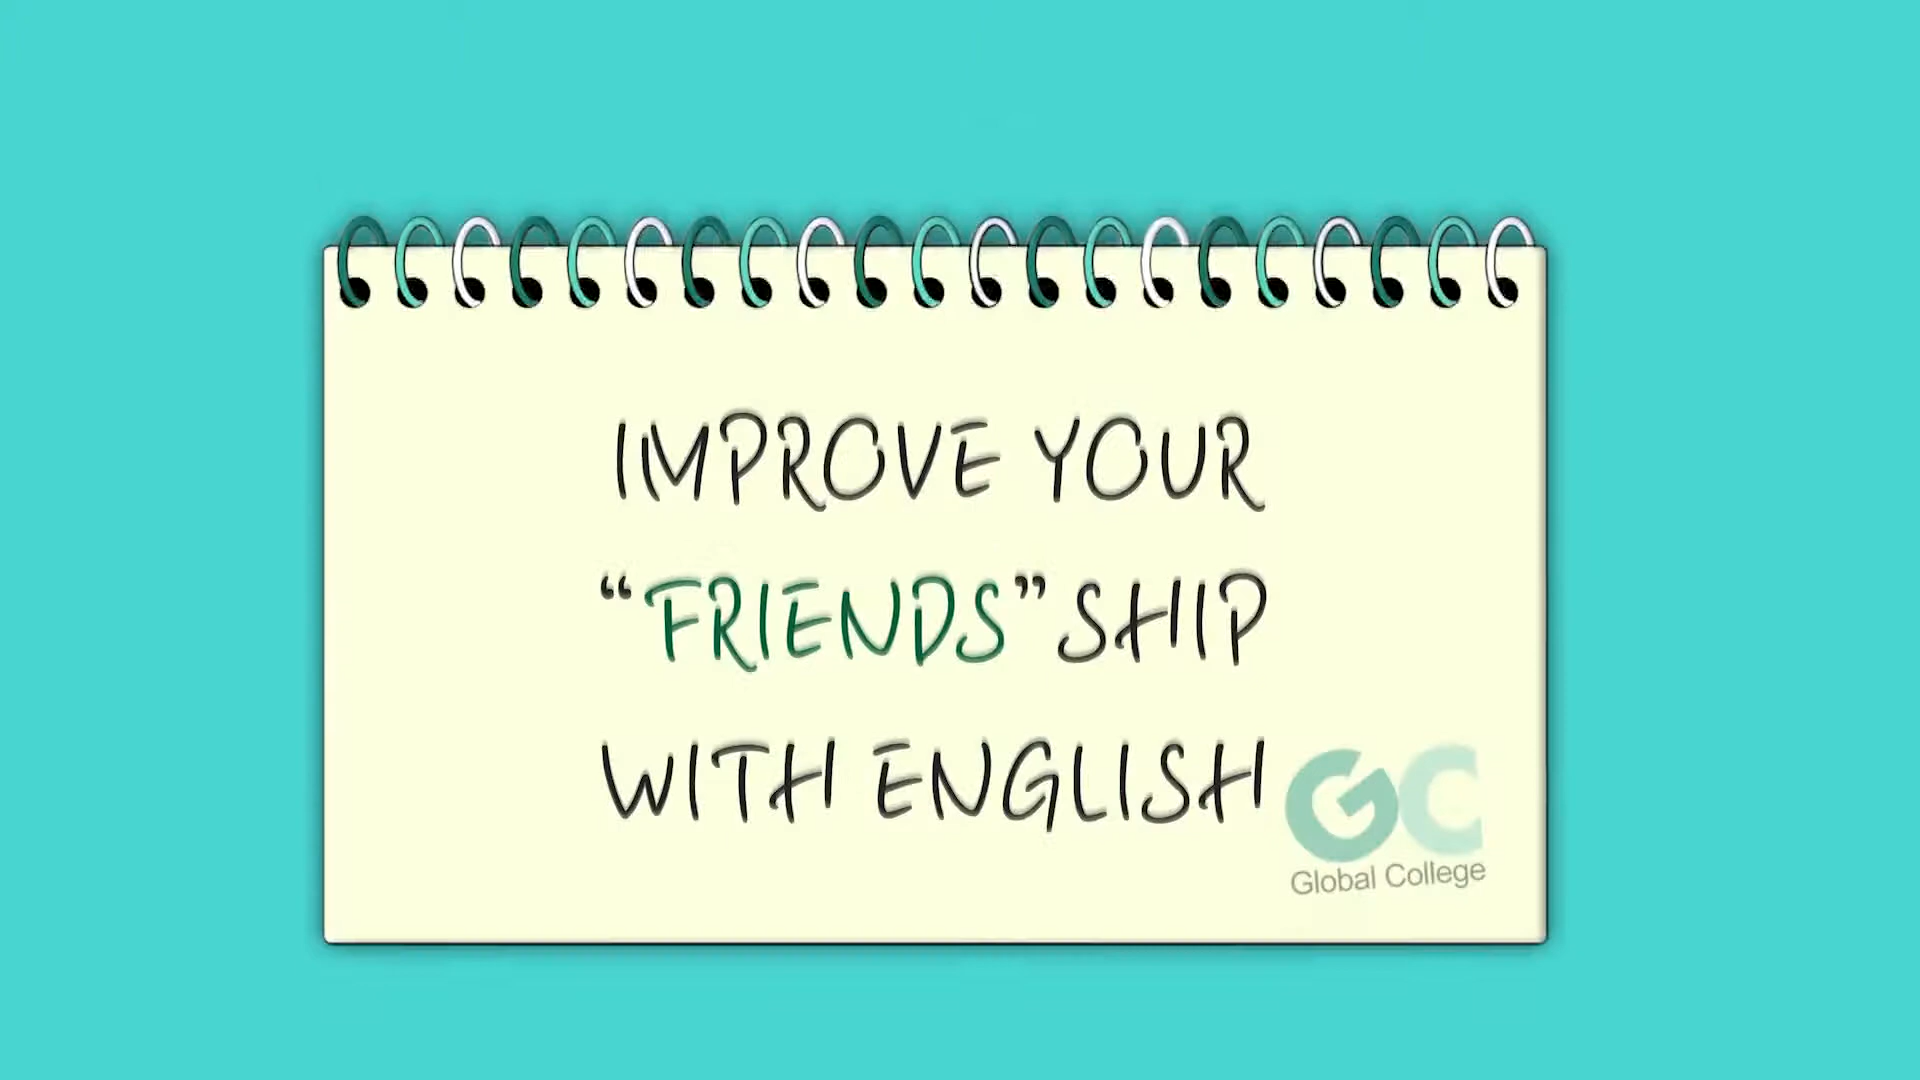 IMPROVE YOUR
“FRIENDS”SHIP
WITH ENGLISH
GC
Global College